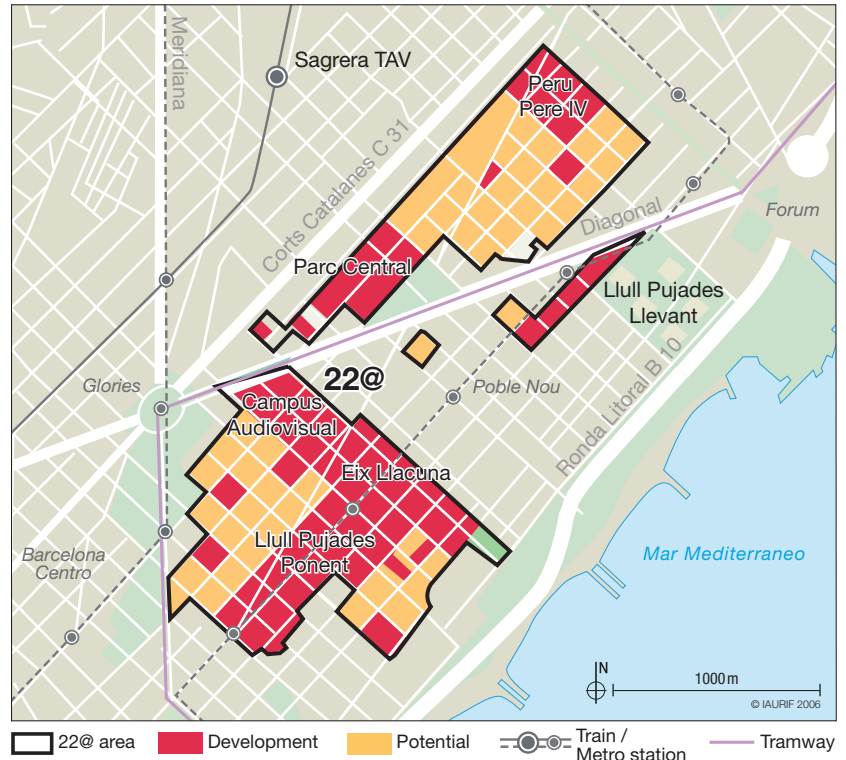 Meridiana
Sagrera TAV
Corts Catalanes C 31
Peru
Pere IV
Diagonal
Forum
Parc Central
Llull Pujades
Llevant
22@
Glories
Poble Nou
Campus
Audiovisual
Eix Llacuna
Ronda Litoral B 10
Llull Pujades
Ponent
Barcelona
Centro
Mar Mediterraneo
N
1000 m
© IAURIF 2006
22@ area
Development
Potential
Train /
Metro station
Tramway